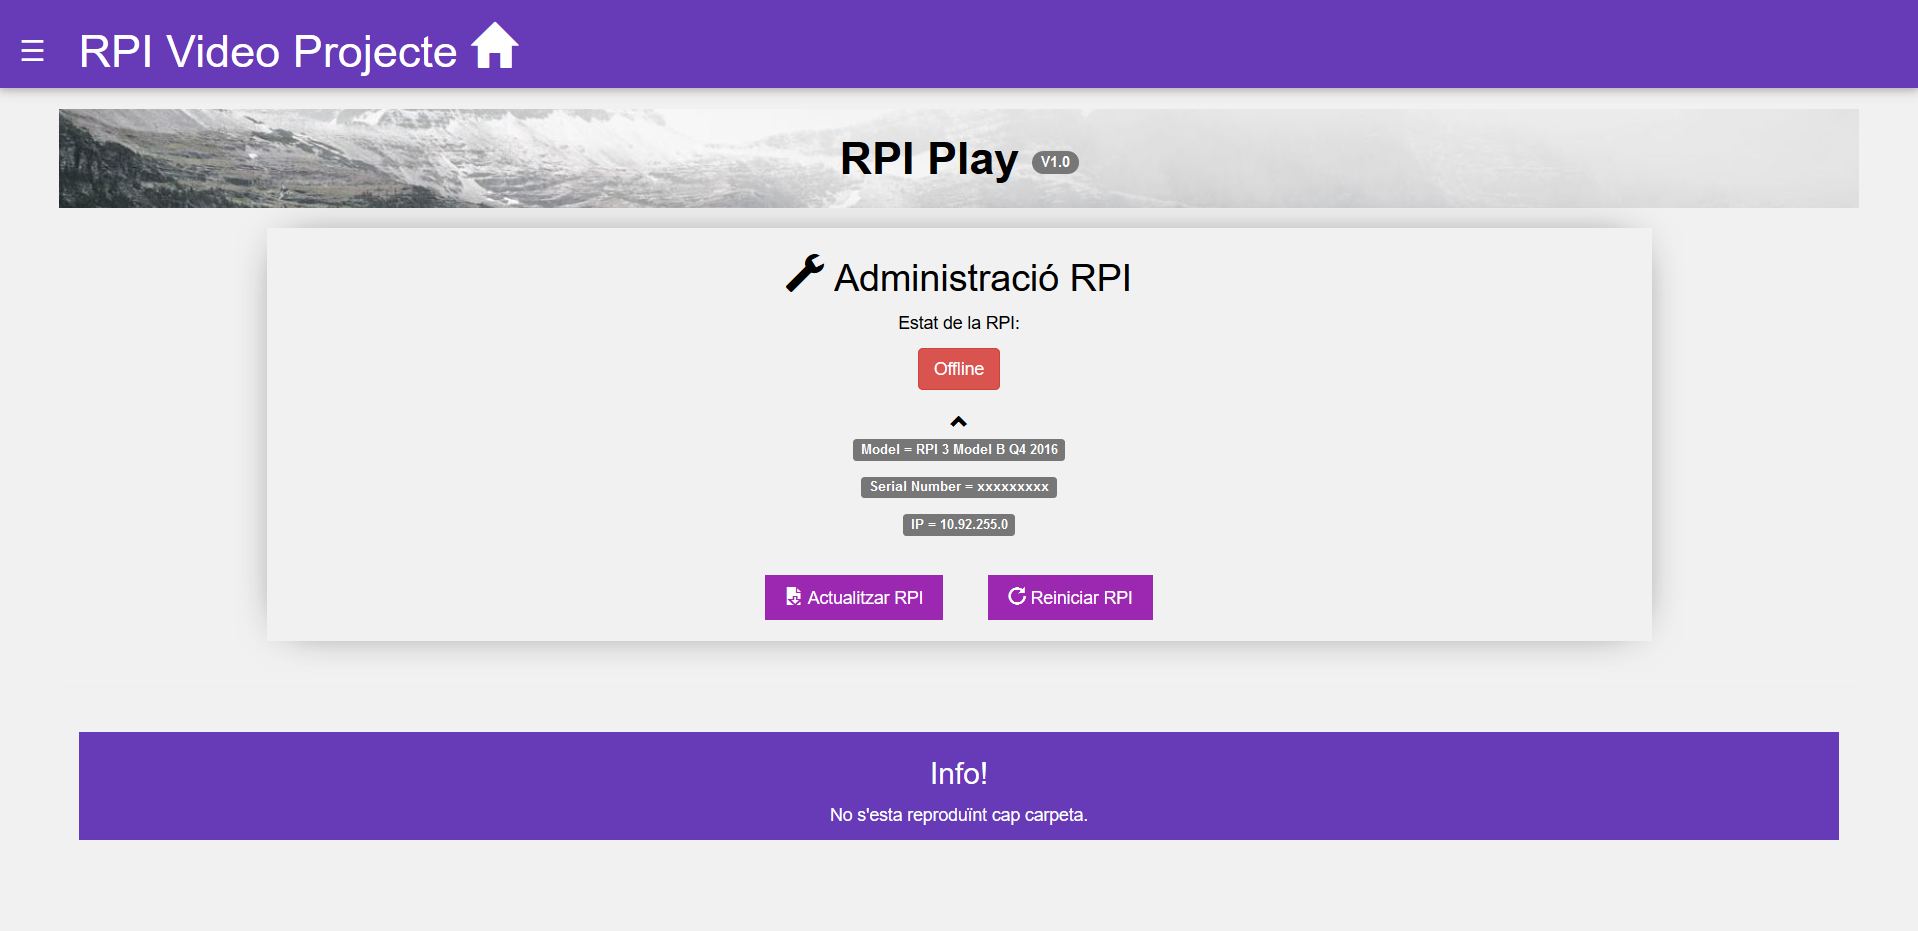 RPI Video Projecte
RPI Play V1.0
Administració RPI
Estat de la RPI:
Offline
Model = RPI 3 Model B Q4 2016
Serial Number = xxxxxxxxx
IP = 10.92.255.0
Actualitzar RPI Reiniciar RPI
Info!
No s'esta reproduïnt cap carpeta.